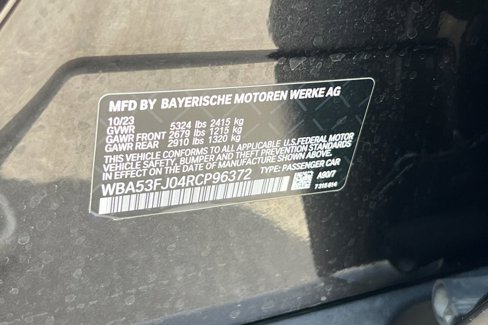 MFD BY BAYERISCHE MOTOREN WERKE AG
10/23
GVWR 5324 lbs 2415 kg
GAWR FRONT 2679 lbs 1215 kg
GAWR REAR 2910 lbs 1320 kg
THIS VEHICLE CONFORMS TO ALL APPLICABLE U.S. FEDERAL MOTOR
VEHICLE SAFETY, BUMPER AND THEFT PREVENTION STANDARDS
IN EFFECT ON THE DATE OF MANUFACTURE SHOWN ABOVE.
WBA53FJ04RCP96372 TYPE: PASSENGER CAR
A90/7